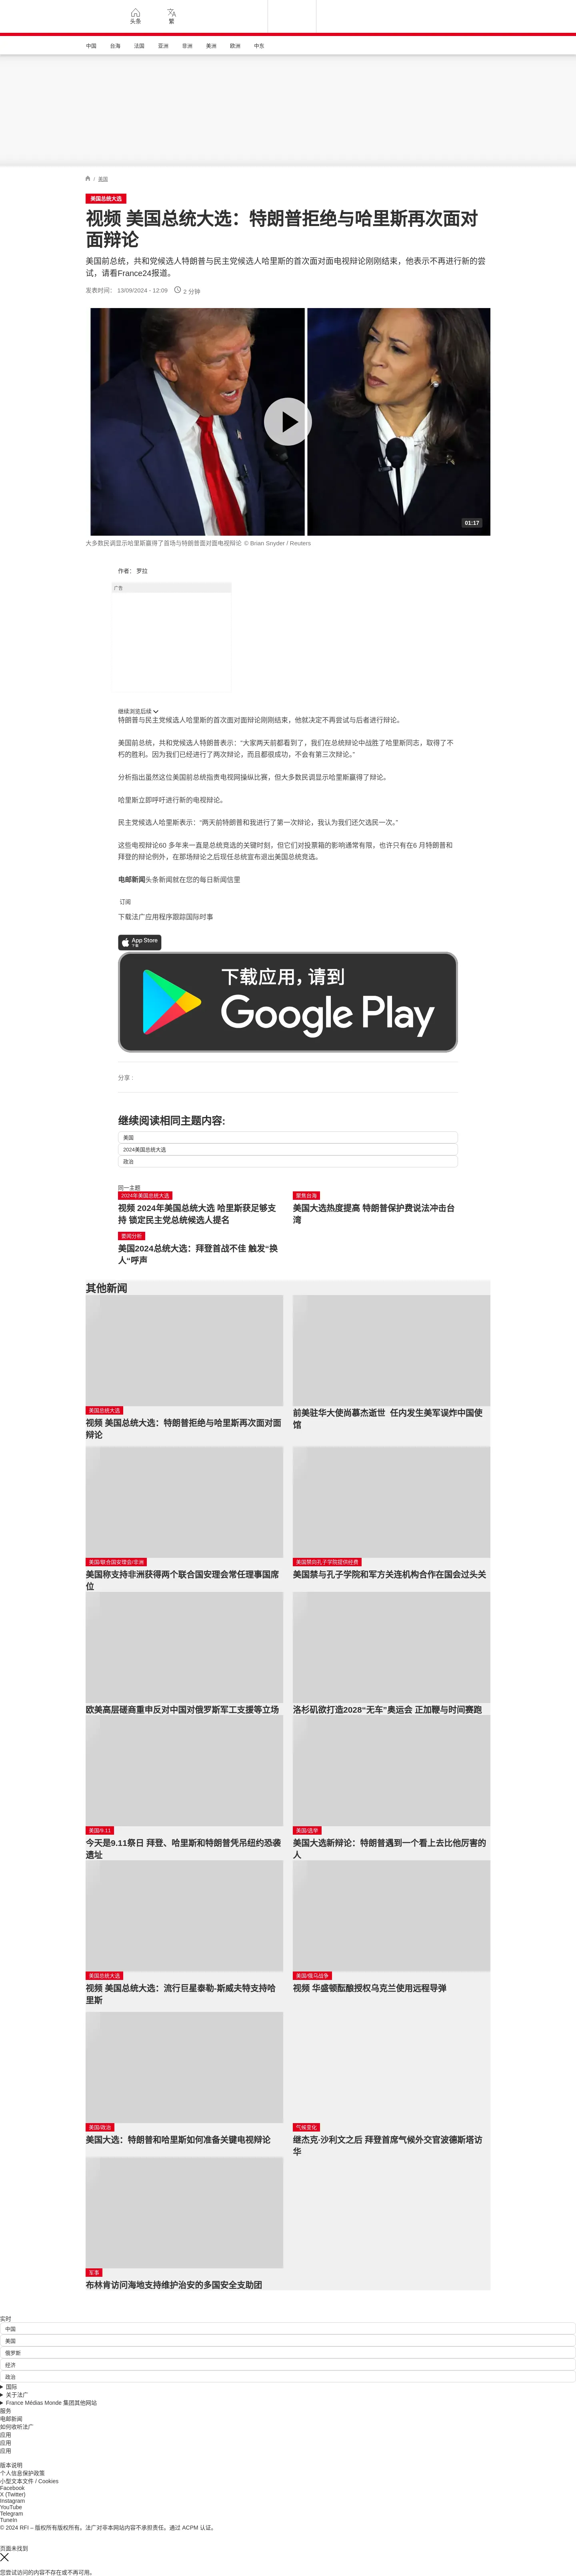 头条
繁
中国
台海
法国
亚洲
非洲
美洲
欧洲
中东
/ 美国
美国总统大选
视频 美国总统大选：特朗普拒绝与哈里斯再次面对
面辩论
美国前总统，共和党候选人特朗普与民主党候选人哈里斯的首次面对面电视辩论刚刚结束，他表示不再进行新的尝
试，请看France24报道。
发表时间： 13/09/2024 - 12:09
2 分钟
01:17
大多数民调显示哈里斯赢得了首场与特朗普面对面电视辩论 © Brian Snyder / Reuters
作者： 罗拉
广告
继续浏览后续
特朗普与民主党候选人哈里斯的首次面对面辩论刚刚结束，他就决定不再尝试与后者进行辩论。
美国前总统，共和党候选人特朗普表示：“大家两天前都看到了，我们在总统辩论中战胜了哈里斯同志，取得了不
朽的胜利。因为我们已经进行了两次辩论，而且都很成功，不会有第三次辩论。”
分析指出虽然这位美国前总统指责电视网操纵比赛，但大多数民调显示哈里斯赢得了辩论。
哈里斯立即呼吁进行新的电视辩论。
民主党候选人哈里斯表示：“两天前特朗普和我进行了第一次辩论，我认为我们还欠选民一次。”
这些电视辩论60 多年来一直是总统竞选的关键时刻，但它们对投票箱的影响通常有限，也许只有在6 月特朗普和
拜登的辩论例外，在那场辩论之后现任总统宣布退出美国总统竞选。
电邮新闻头条新闻就在您的每日新闻信里
订阅
下载法广应用程序跟踪国际时事
App Store
下载
下载应用，请到
Google Play
分享 :
继续阅读相同主题内容:
美国
2024美国总统大选
政治
同一主题
2024年美国总统大选
视频 2024年美国总统大选 哈里斯获足够支
持 锁定民主党总统候选人提名
聚焦台海
美国大选热度提高 特朗普保护费说法冲击台
湾
要闻分析
美国2024总统大选：拜登首战不佳 触发“换
人”呼声
其他新闻
美国总统大选
视频 美国总统大选：特朗普拒绝与哈里斯再次面对面
辩论
前美驻华大使尚慕杰逝世 任内发生美军误炸中国使
馆
美国/联合国安理会/非洲
美国称支持非洲获得两个联合国安理会常任理事国席
位
美国禁向孔子学院提供经费
美国禁与孔子学院和军方关连机构合作在国会过头关
欧美高层磋商重申反对中国对俄罗斯军工支援等立场
洛杉矶欲打造2028“无车”奥运会 正加鞭与时间赛跑
美国/9.11
今天是9.11祭日 拜登、哈里斯和特朗普凭吊纽约恐袭
遗址
美国/选举
美国大选新辩论：特朗普遇到一个看上去比他厉害的
人
美国总统大选
视频 美国总统大选：流行巨星泰勒-斯威夫特支持哈
里斯
美国/俄乌战争
视频 华盛顿酝酿授权乌克兰使用远程导弹
美国/政治
美国大选：特朗普和哈里斯如何准备关键电视辩论
气候变化
继杰克·沙利文之后 拜登首席气候外交官波德斯塔访
华
军事
布林肯访问海地支持维护治安的多国安全支助团
实时
中国
美国
俄罗斯
经济
政治
国际
关于法广
France Médias Monde 集团其他网站
服务
电邮新闻
如何收听法广
应用
应用
应用
版本说明
个人信息保护政策
小型文本文件 / Cookies
Facebook
X (Twitter)
Instagram
YouTube
Telegram
TuneIn
© 2024 RFI – 版权所有版权所有。法广对非本网站内容不承担责任。通过 ACPM 认证。
页面未找到
您尝试访问的内容不存在或不再可用。